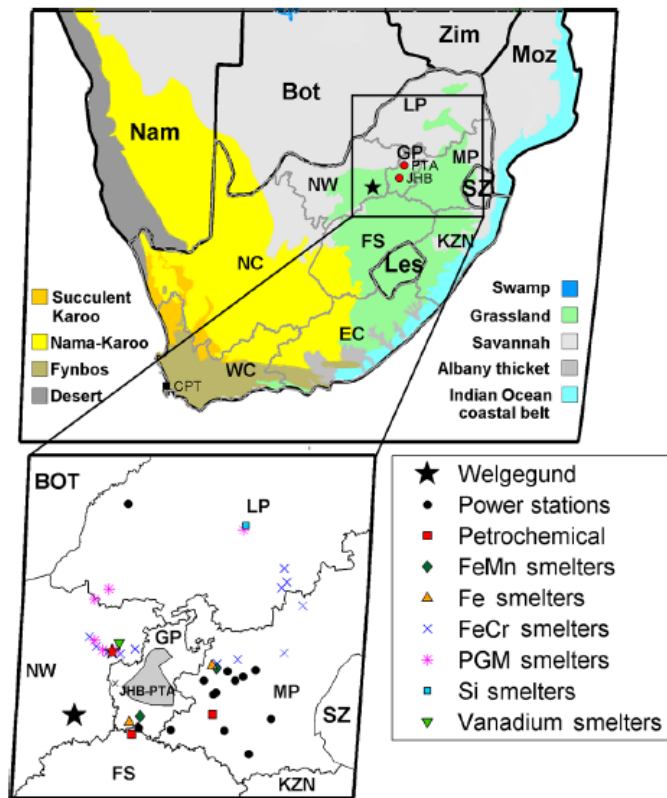 Zim
Moz
Bot
LP
Nam
GP
MP
PTA
NW
JHB
SZ
FS
KZN
NC
Les
Succulent
Karoo
Nama-Karoo
Fynbos
Desert
EC
WC
CPT
Swamp
Grassland
Savannah
Albany thicket
Indian Ocean
coastal belt
BOT
LP
GP
NW
JHB-PTA
MP
SZ
FS
KZN
Welgegund
Power stations
Petrochemical
FeMn smelters
Fe smelters
FeCr smelters
PGM smelters
Si smelters
Vanadium smelters